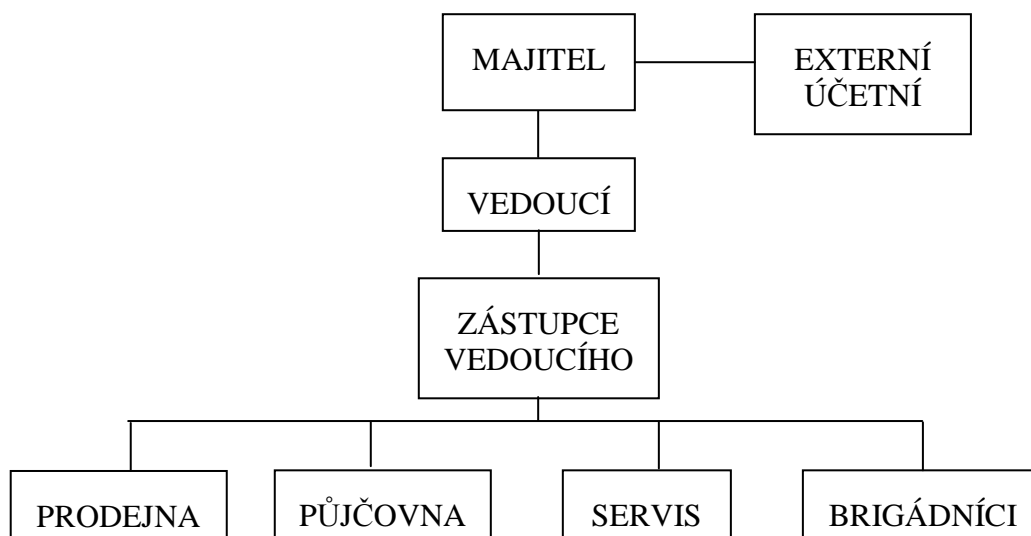 MAJITEL
EXTERNÍ
ÚČETNÍ
VEDOUCÍ
ZÁSTUPCE
VEDOUCÍHO
PRODEJNA
PŮJČOVNA
SERVIS
BRIGÁDNÍCI